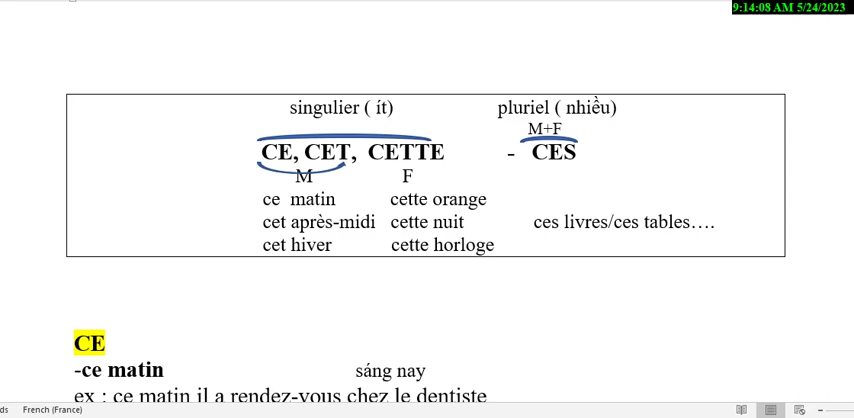 9:14:08 AM 5/24/2023
singulier ( ít) pluriel ( nhiều)
M+F
CE, CET, CETTE - CES
M F
ce matin cette orange
cet après-midi cette nuit ces livres/ces tables….
cet hiver cette horloge
CE
-ce matin sáng nay
ex : ce matin il a rendez-vous chez le dentiste
ds French (France)